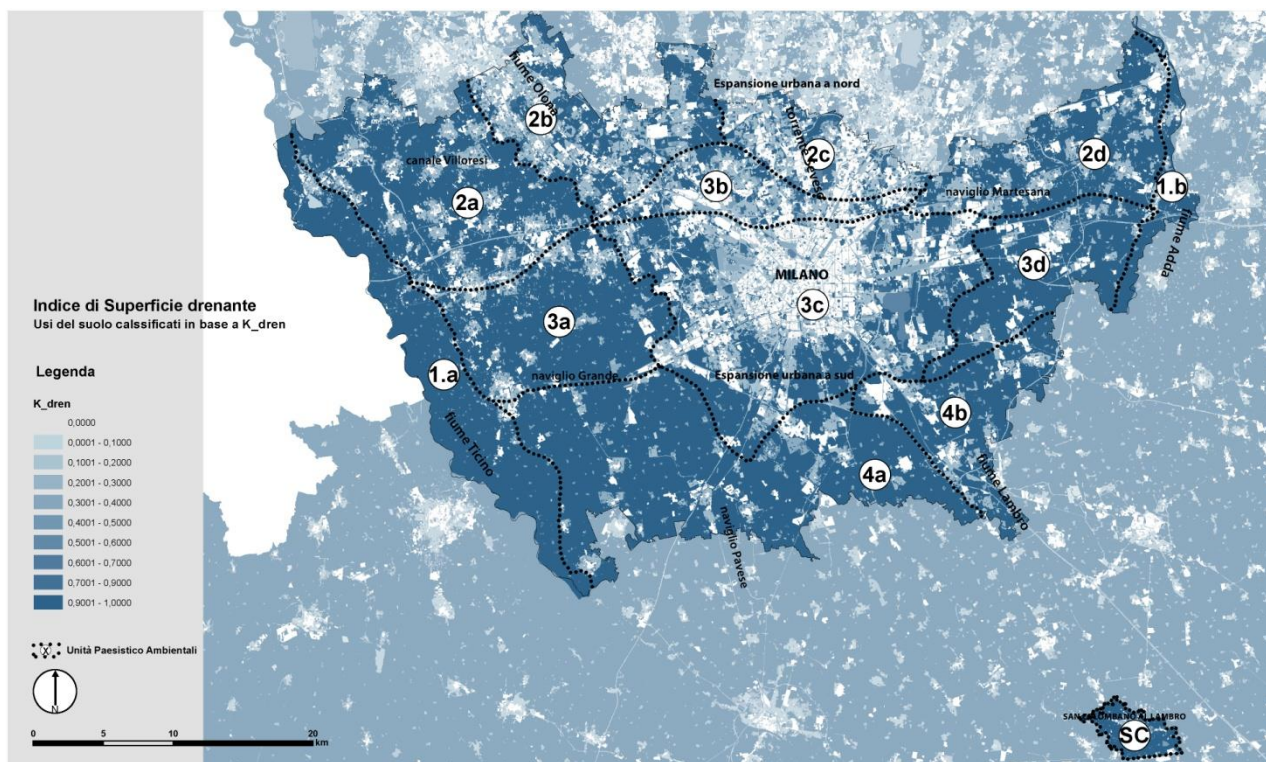 Indice di Superficie drenante
Usi del suolo calssificati in base a K_dren
Legenda
K_dren
0,0000
0,0001 - 0,1000
0,1001 - 0,2000
0,2001 - 0,3000
0,3001 - 0,4000
0,4001 - 0,5000
0,5001 - 0,6000
0,6001 - 0,7000
0,7001 - 0,9000
0,9001 - 1,0000
X
Unità Paesistico Ambientali
N
0 5 10 20
km
fiume Olona
2b
Espansione urbana a nord
torrente Seveso
2c
2d
canale Villoresi
2a
3b
naviglio Martesana
1.b
fiume Adda
3d
MILANO
3c
3a
1.a
naviglio Grande
Espansione urbana a sud
fiume Ticino
4b
4a
fiume Lambro
naviglio Pavese
SAN COLOMBANO AL LAMBRO
SC